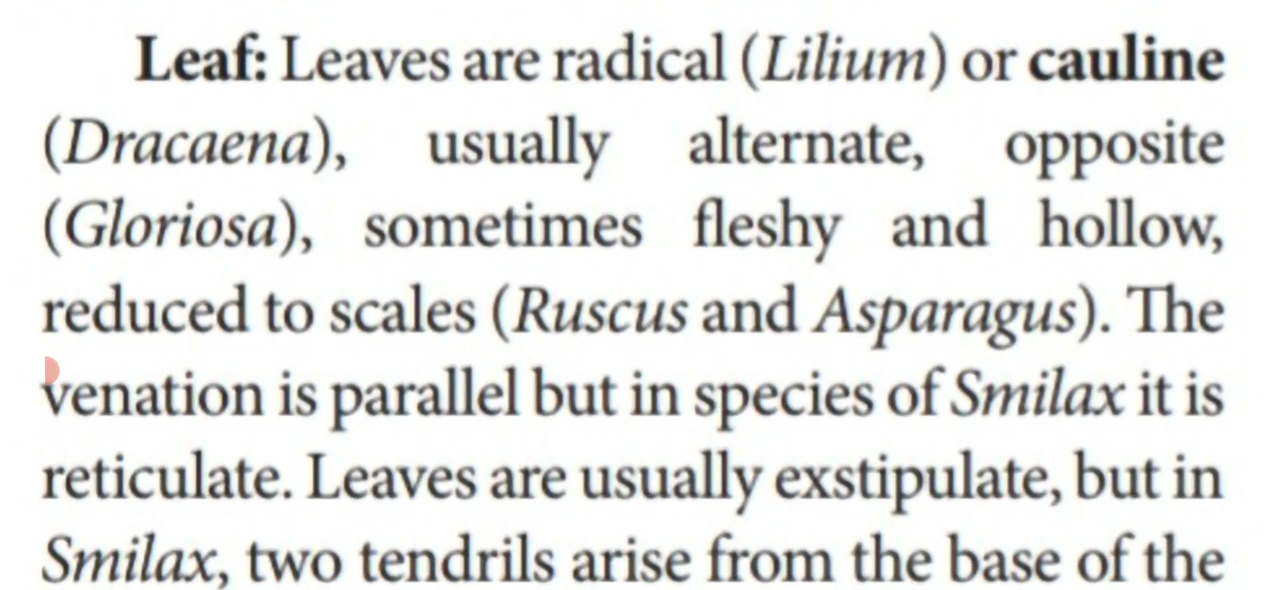 Leaf: Leaves are radical (Lilium) or cauline
(Dracaena), usually alternate, opposite
(Gloriosa), sometimes fleshy and hollow,
reduced to scales (Ruscus and Asparagus). The
venation is parallel but in species of Smilax it is
reticulate. Leaves are usually exstipulate, but in
Smilax, two tendrils arise from the base of the